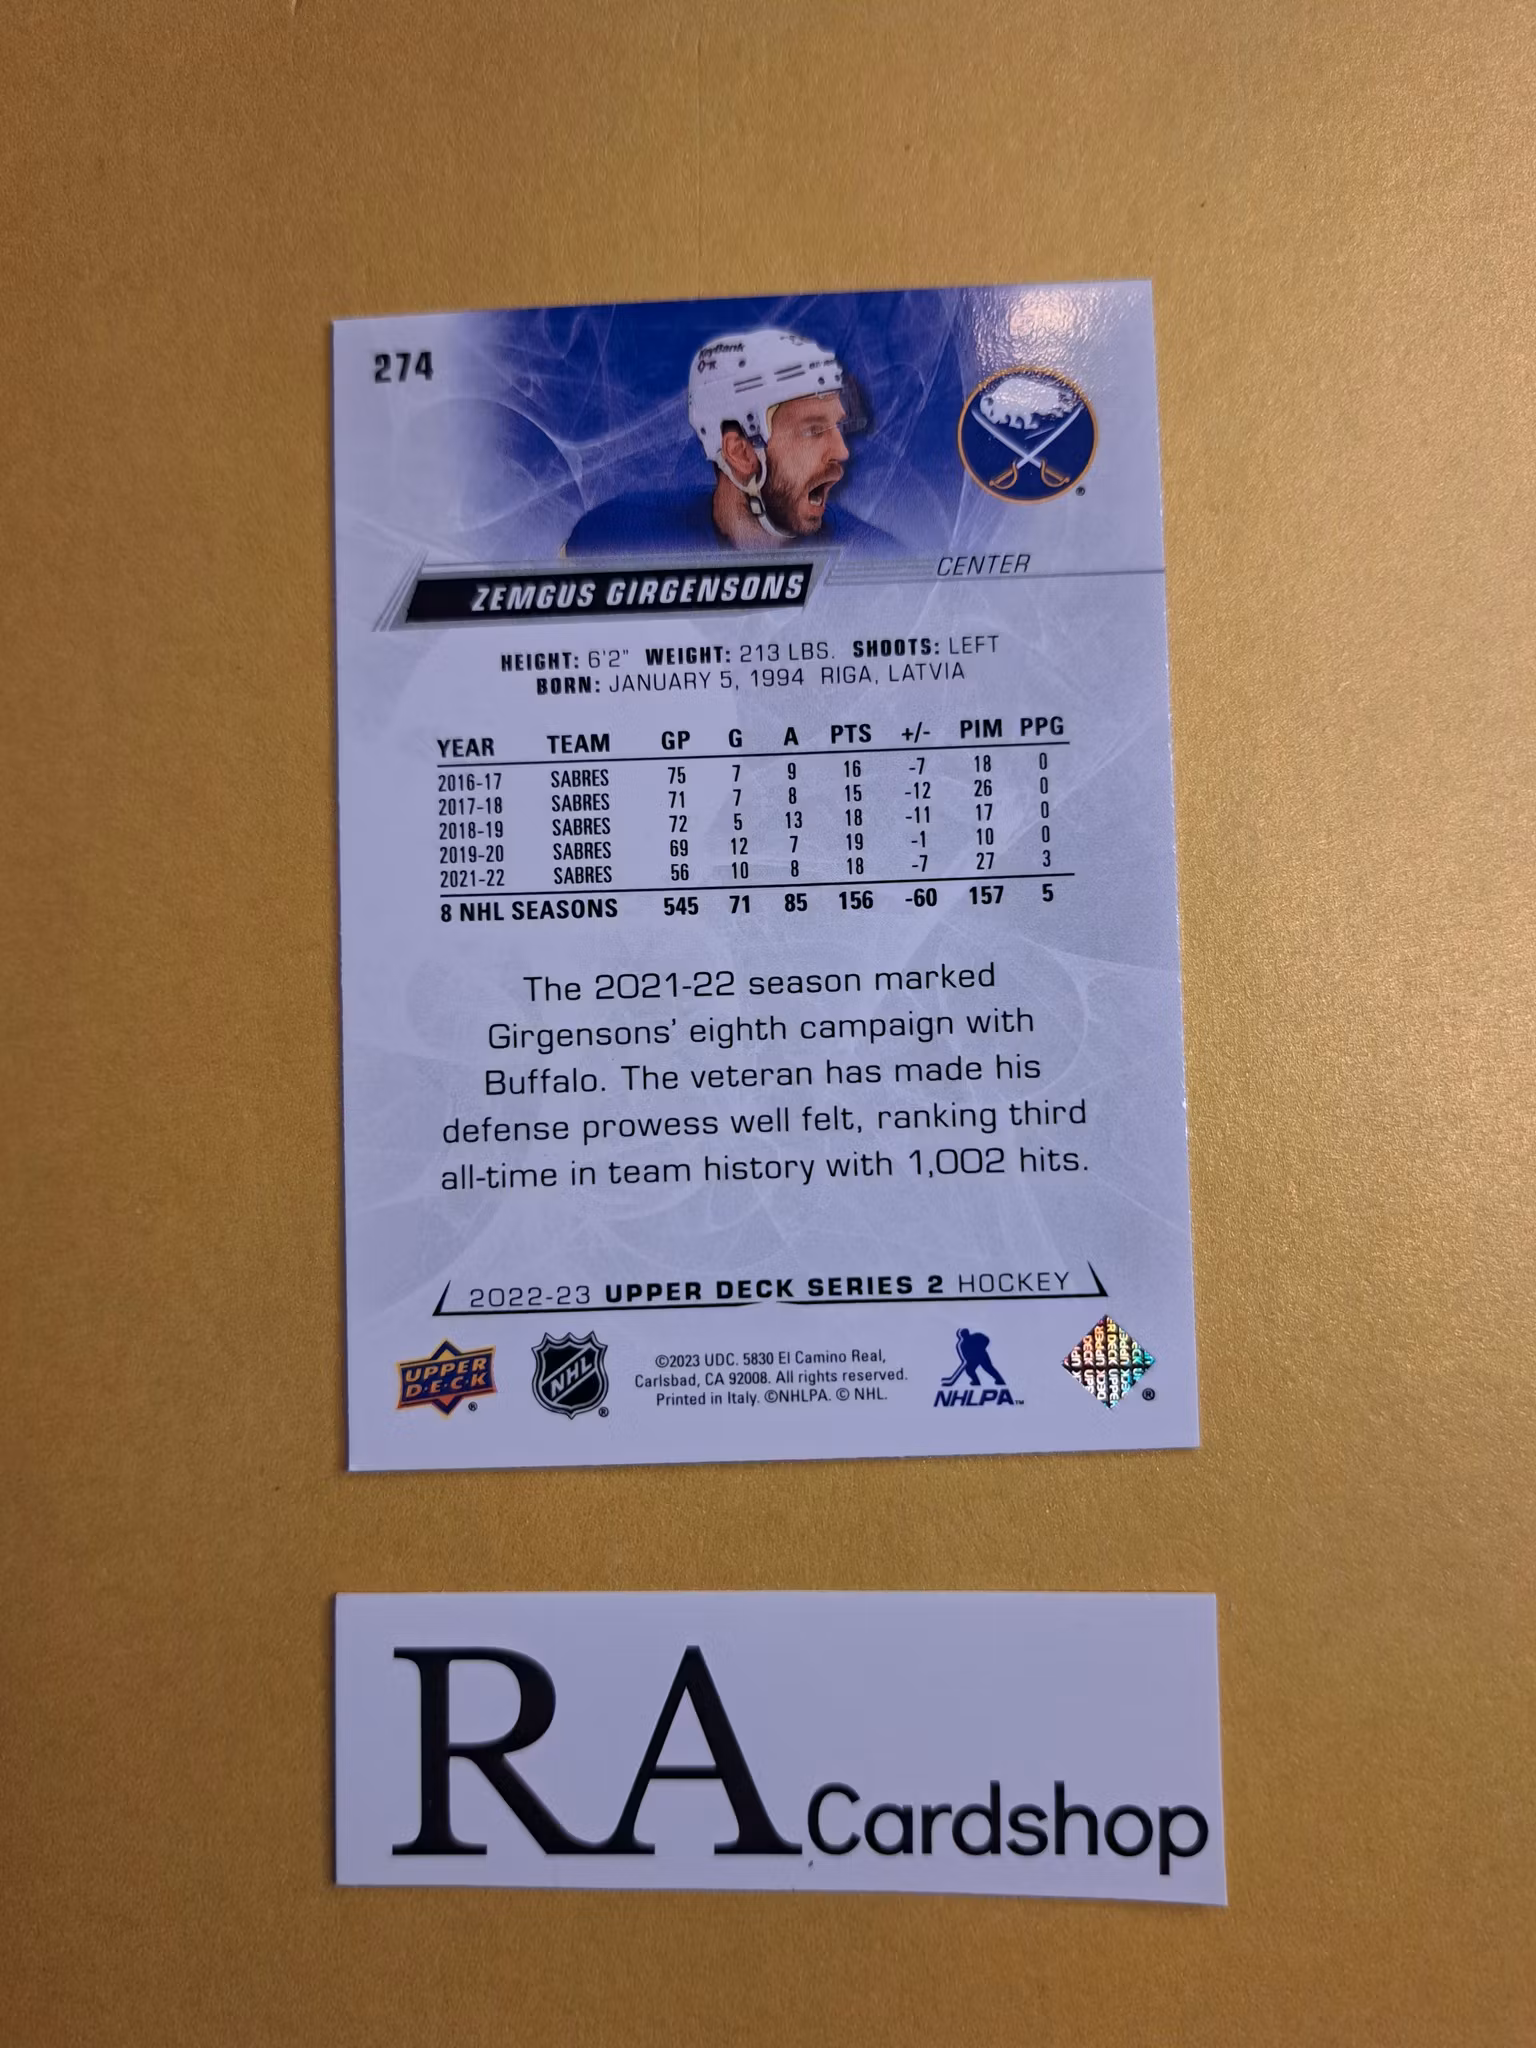 274
KeyBank
CENTER
ZEMGUS GIRGENSONS
HEIGHT: 6'2" WEIGHT: 213 LBS. SHOOTS: LEFT
BORN: JANUARY 5, 1994 RIGA, LATVIA
YEAR TEAM GP G A PTS +/- PIM PPG
2016-17 SABRES 75 7 9 16 -7 18 0
2017-18 SABRES 71 7 8 15 -12 26 0
2018-19 SABRES 72 5 13 18 -11 17 0
2019-20 SABRES 69 12 7 19 -1 10 0
2021-22 SABRES 56 10 8 18 -7 27 3
8 NHL SEASONS 545 71 85 156 -60 157 5
The 2021-22 season marked
Girgensons' eighth campaign with
Buffalo. The veteran has made his
defense prowess well felt, ranking third
all-time in team history with 1,002 hits.
2022-23 UPPER DECK SERIES 2 HOCKEY
UPPER
DECK
®
NHL
®
©2023 UDC. 5830 El Camino Real,
Carlsbad, CA 92008. All rights reserved.
Printed in Italy. ©NHLPA. © NHL.
NHLPA™
®
RA Cardshop